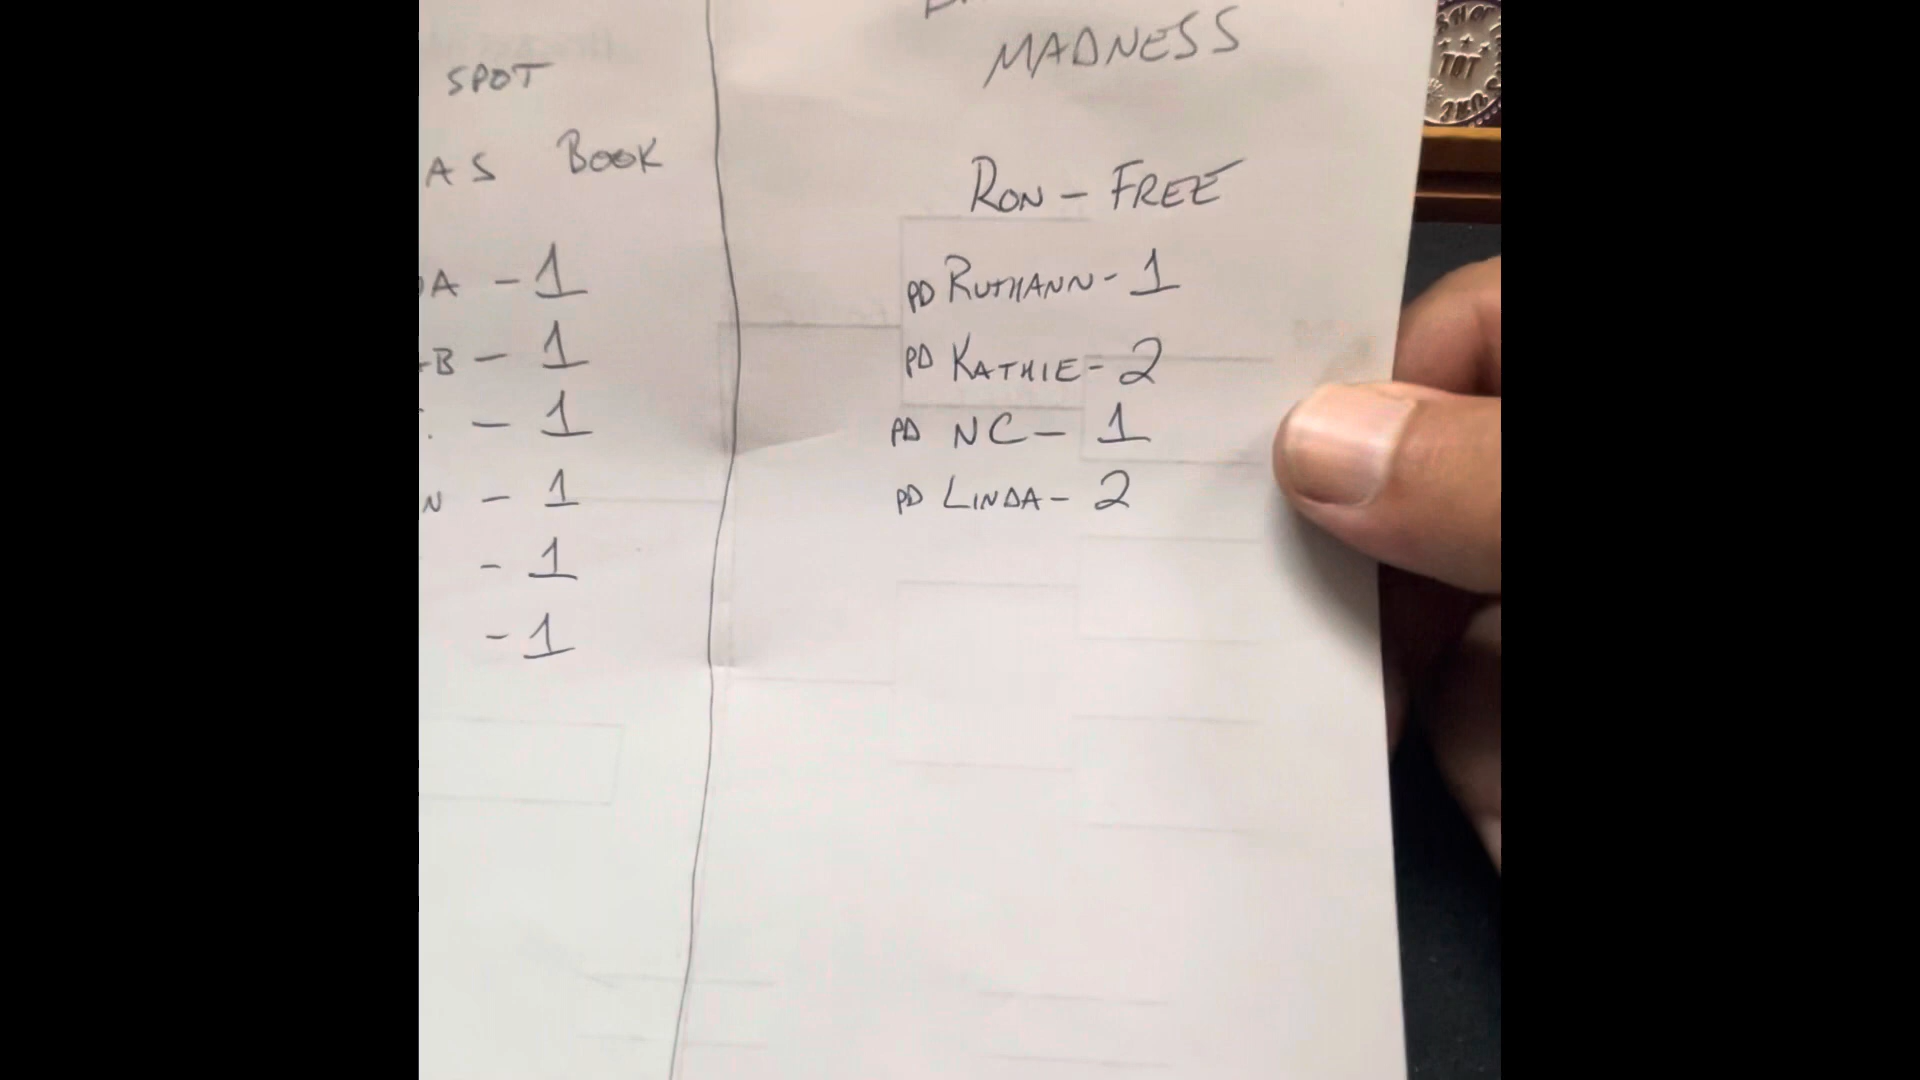 SPOT
AS BOOK
A - 1
B - 1
- 1
N - 1
- 1
- 1
MADNESS
RON - FREE
PD RUTHANN - 1
PD KATHIE - 2
PD NC - 1
PD LINDA - 2
TOT